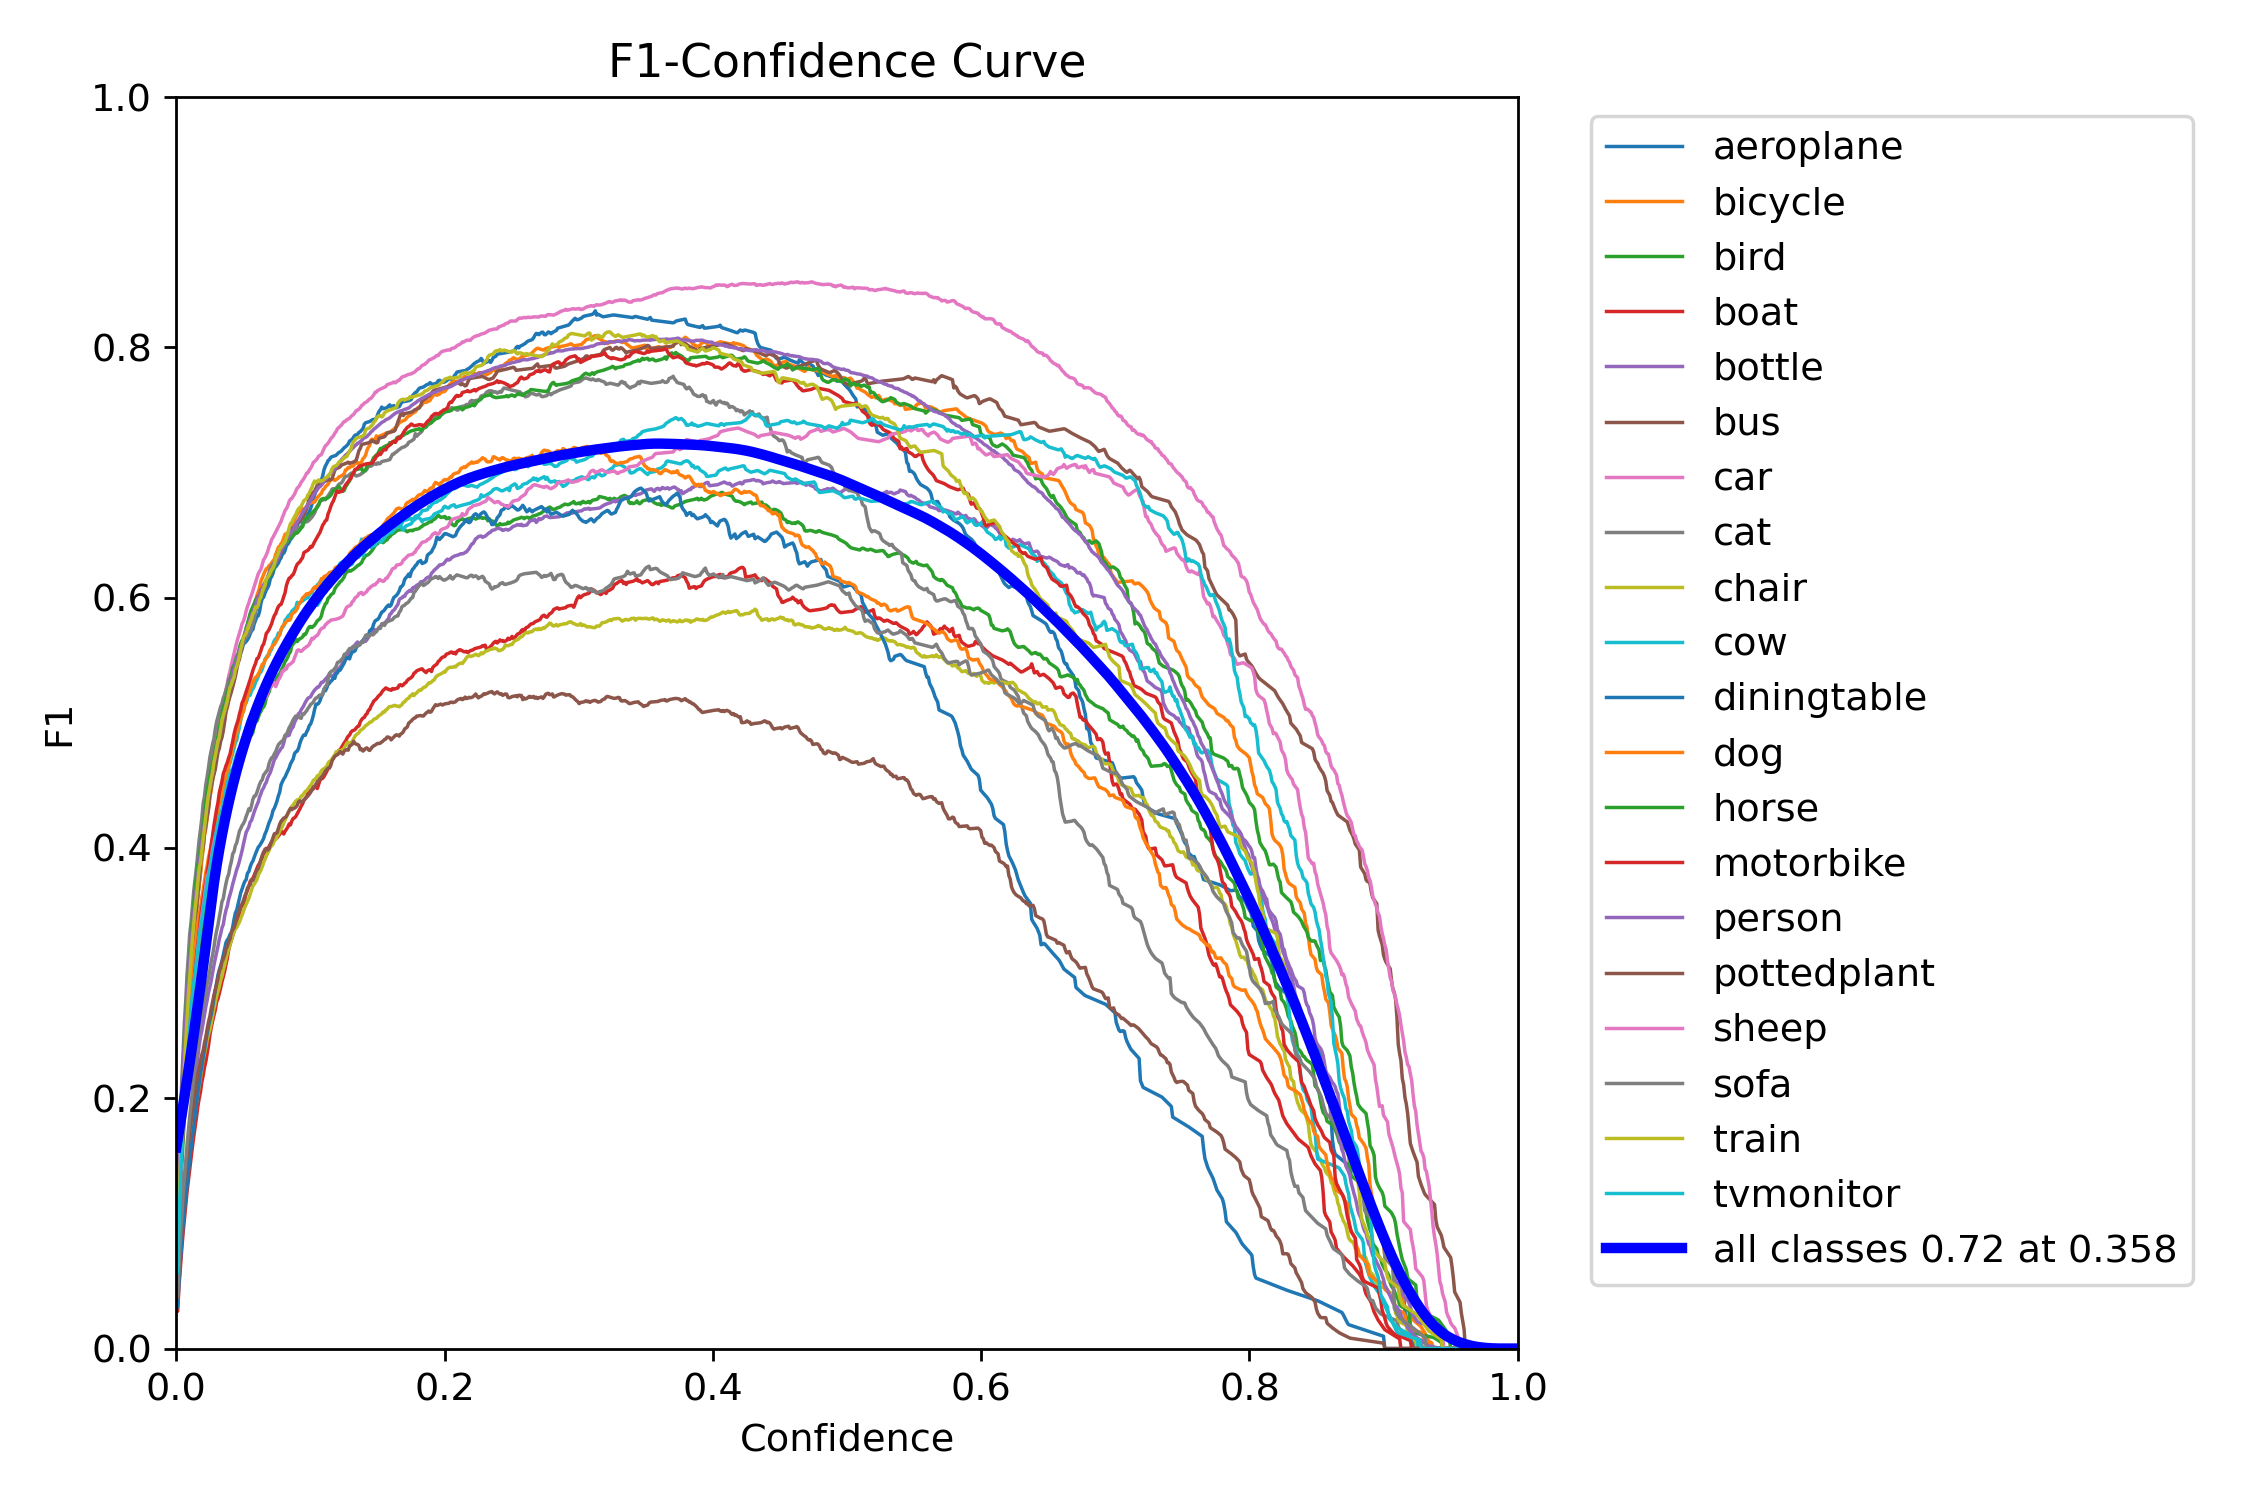 F1-Confidence Curve
1.0
0.8
0.6
0.4
0.2
0.0
F1
0.0 0.2 0.4 0.6 0.8 1.0
Confidence
aeroplane
bicycle
bird
boat
bottle
bus
car
cat
chair
cow
diningtable
dog
horse
motorbike
person
pottedplant
sheep
sofa
train
tvmonitor
all classes 0.72 at 0.358